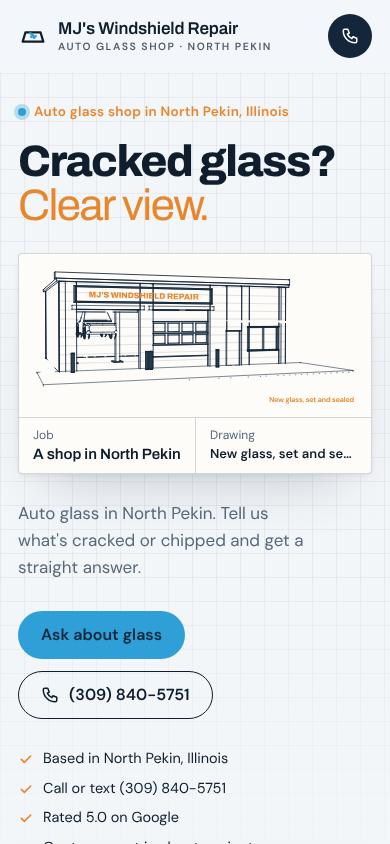 MJ's Windshield Repair
AUTO GLASS SHOP · NORTH PEKIN
Auto glass shop in North Pekin, Illinois
Cracked glass?
Clear view.
MJ'S WINDSHIELD REPAIR
New glass, set and sealed
Job
A shop in North Pekin
Drawing
New glass, set and se...
Auto glass in North Pekin. Tell us
what's cracked or chipped and get a
straight answer.
Ask about glass
(309) 840-5751
Based in North Pekin, Illinois
Call or text (309) 840-5751
Rated 5.0 on Google